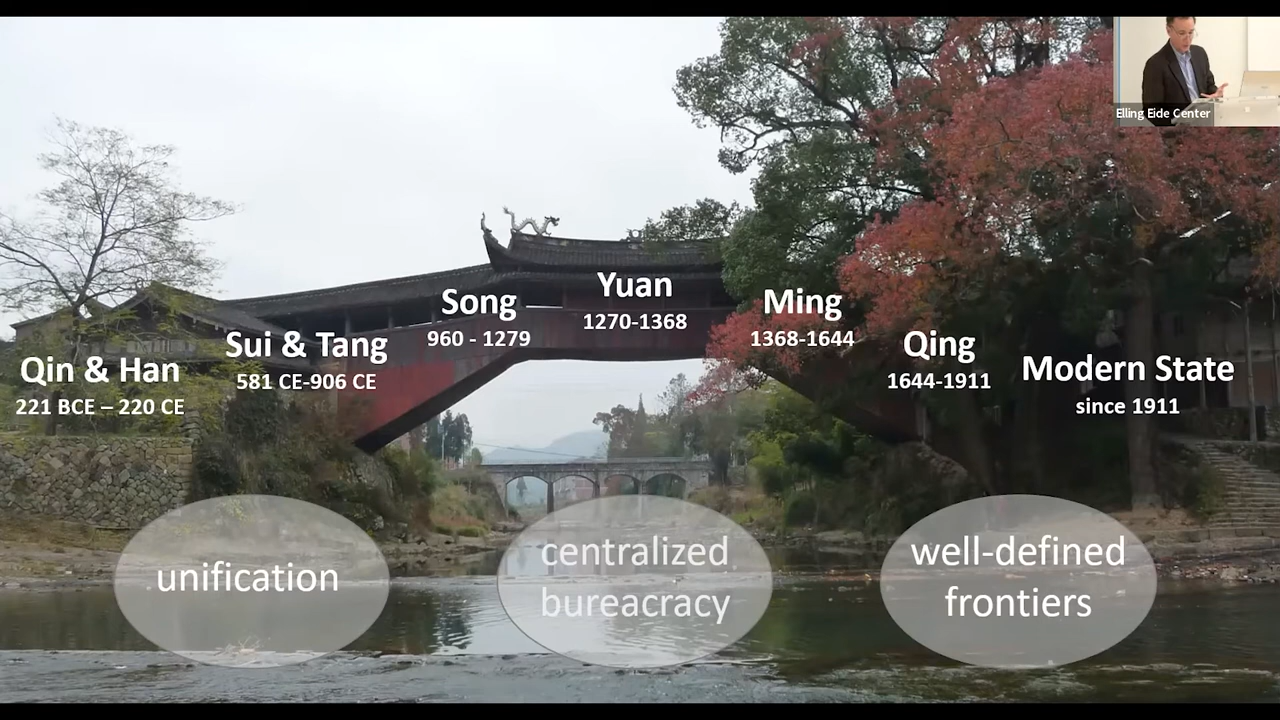 Elling Eide Center
Qin & Han
221 BCE – 220 CE
Sui & Tang
581 CE-906 CE
Song
960 - 1279
Yuan
1270-1368
Ming
1368-1644
Qing
1644-1911
Modern State
since 1911
unification
centralized
bureacracy
well-defined
frontiers